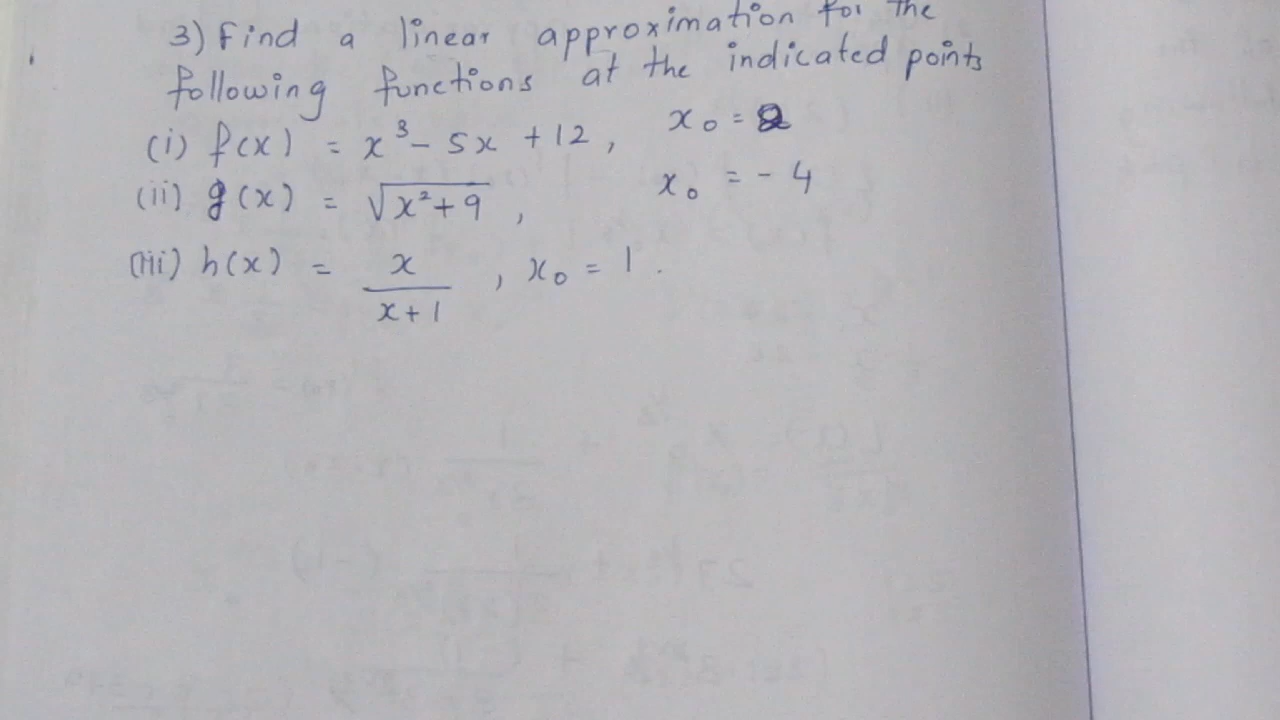 3) Find a linear approximation for the
following functions at the indicated points
(i) f(x) = x³ - 5x + 12 , x₀ = 2
(ii) g(x) = √(x²+9) , x₀ = - 4
(iii) h(x) = x/(x+1) , x₀ = 1 .